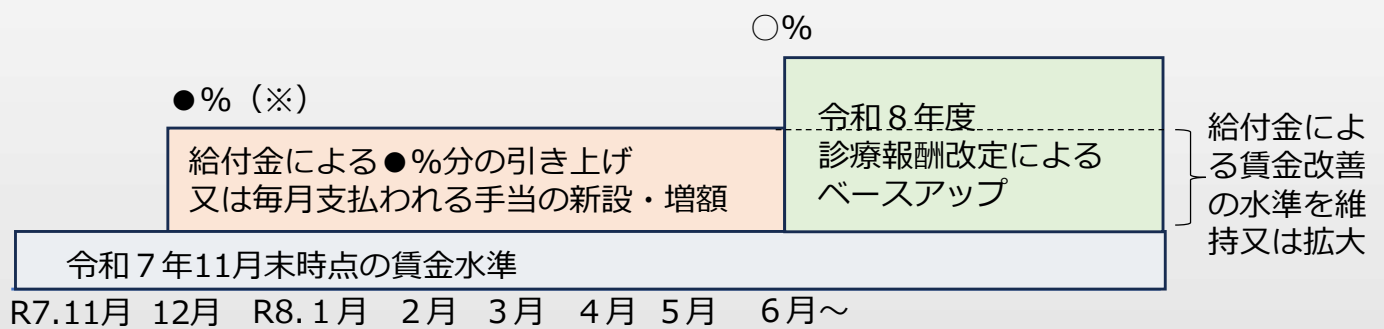 ○%
●%（※）
給付金による●%分の引き上げ
又は毎月支払われる手当の新設・増額
令和８年度
診療報酬改定による
ベースアップ
給付金によ
る賃金改善
の水準を維
持又は拡大
令和７年11月末時点の賃金水準
R7.11月 12月 R8.１月 ２月 ３月 ４月 ５月 ６月～